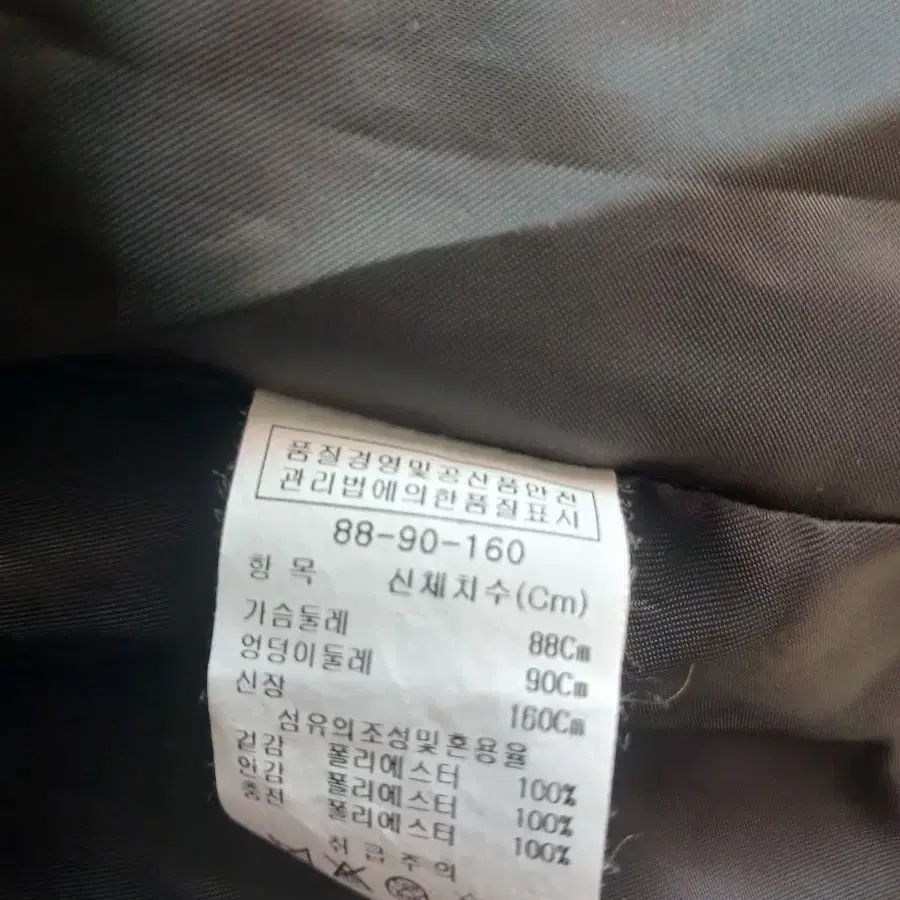 품질경영및공산품안전
관리법에의한품질표시
88-90-160
항 목 신체치수(Cm)
가슴둘레 88Cm
엉덩이둘레 90Cm
신장 160Cm
섬유의조성및혼용율
겉감 폴리에스터 100%
안감 폴리에스터 100%
충전 폴리에스터 100%
취급주의